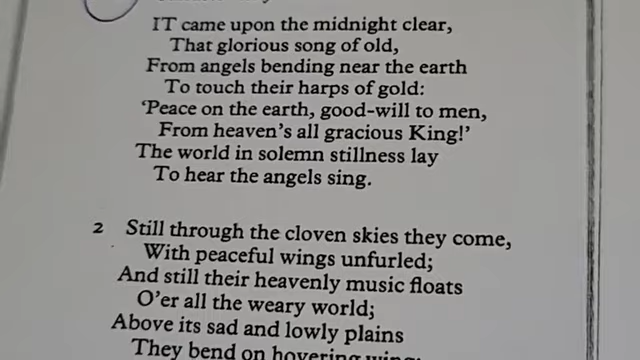 IT came upon the midnight clear,
That glorious song of old,
From angels bending near the earth
To touch their harps of gold:
‘Peace on the earth, good-will to men,
From heaven’s all gracious King!’
The world in solemn stillness lay
To hear the angels sing.
2 Still through the cloven skies they come,
With peaceful wings unfurled;
And still their heavenly music floats
O’er all the weary world;
Above its sad and lowly plains
They bend on hovering wing: